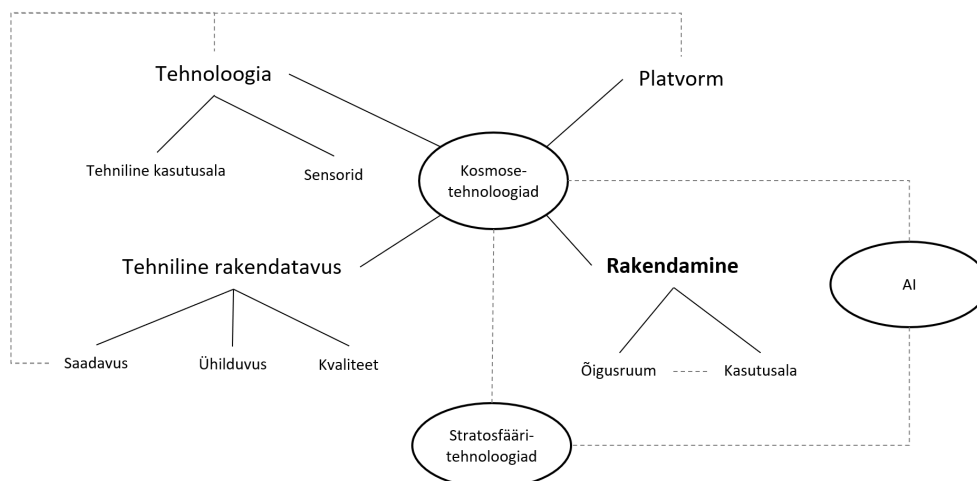 Tehnoloogia
Platvorm
Tehniline kasutusala
Sensorid
Kosmose-
tehnoloogiad
Tehniline rakendatavus
Rakendamine
AI
Saadavus
Ühilduvus
Kvaliteet
Õigusruum
Kasutusala
Stratosfääri-
tehnoloogiad